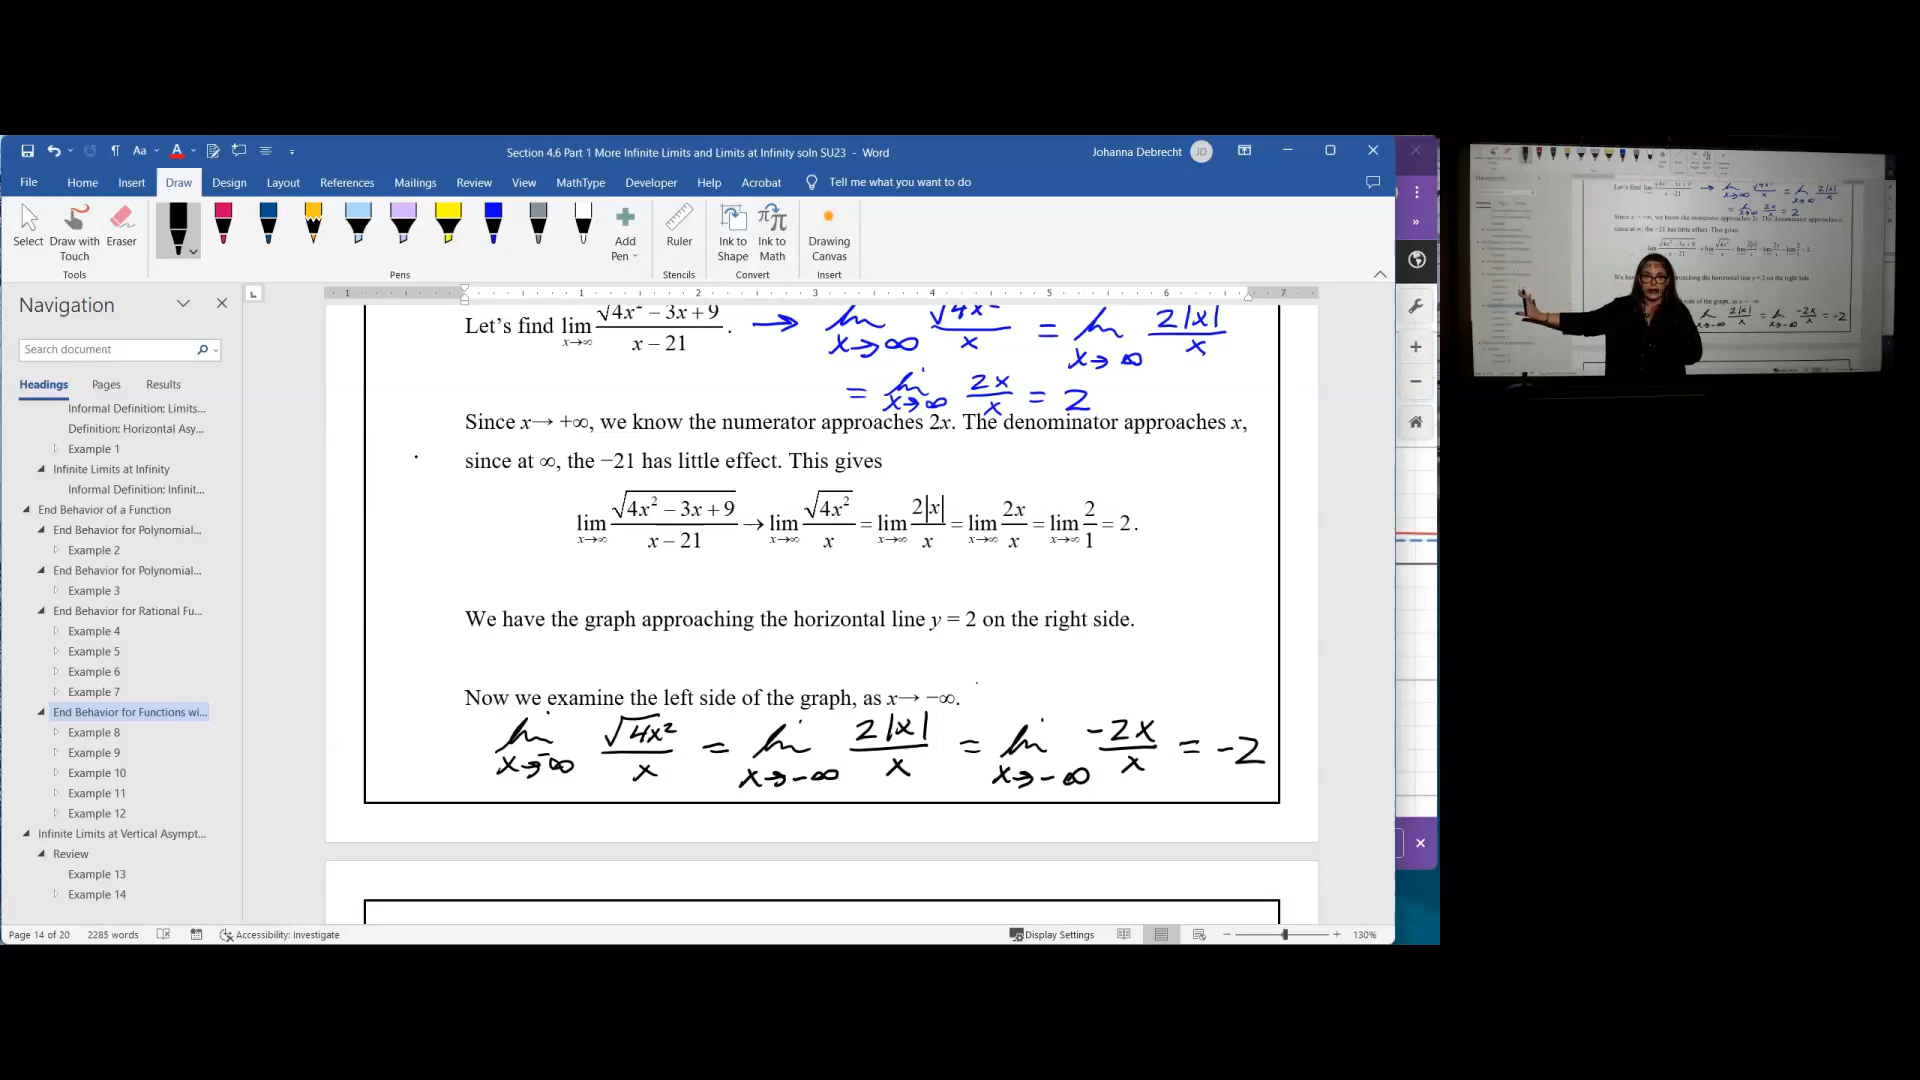 Section 4.6 Part 1 More Infinite Limits and Limits at Infinity soln SU23 - Word
Johanna Debrecht JD
File Home Insert Draw Design Layout References Mailings Review View MathType Developer Help Acrobat Tell me what you want to do
Select Draw with Touch Eraser
Add Pen
Ruler
Ink to Shape Ink to Math
Drawing Canvas
Tools Pens Stencils Convert Insert
Navigation
Search document
Headings Pages Results
Informal Definition: Limits...
Definition: Horizontal Asy...
Example 1
Infinite Limits at Infinity
Informal Definition: Infinit...
End Behavior of a Function
End Behavior for Polynomial...
Example 2
End Behavior for Polynomial...
Example 3
End Behavior for Rational Fu...
Example 4
Example 5
Example 6
Example 7
End Behavior for Functions wi...
Example 8
Example 9
Example 10
Example 11
Example 12
Infinite Limits at Vertical Asympt...
Review
Example 13
Example 14
1 1 2 3 4 5 6 7
Let's find lim x→∞ √4x² − 3x + 9 / x − 21 . → lim x→∞ √4x² / x = lim x→∞ 2|x| / x
= lim x→∞ 2x / x = 2
Since x→ +∞, we know the numerator approaches 2x. The denominator approaches x,
since at ∞, the −21 has little effect. This gives
lim x→∞ √4x² − 3x + 9 / x − 21 → lim x→∞ √4x² / x = lim x→∞ 2|x| / x = lim x→∞ 2x / x = lim x→∞ 2 / 1 = 2 .
We have the graph approaching the horizontal line y = 2 on the right side.
Now we examine the left side of the graph, as x→ −∞.
lim x→-∞ √4x² / x = lim x→-∞ 2|x| / x = lim x→-∞ -2x / x = -2
Page 14 of 20 2285 words Accessibility: Investigate Display Settings 130%